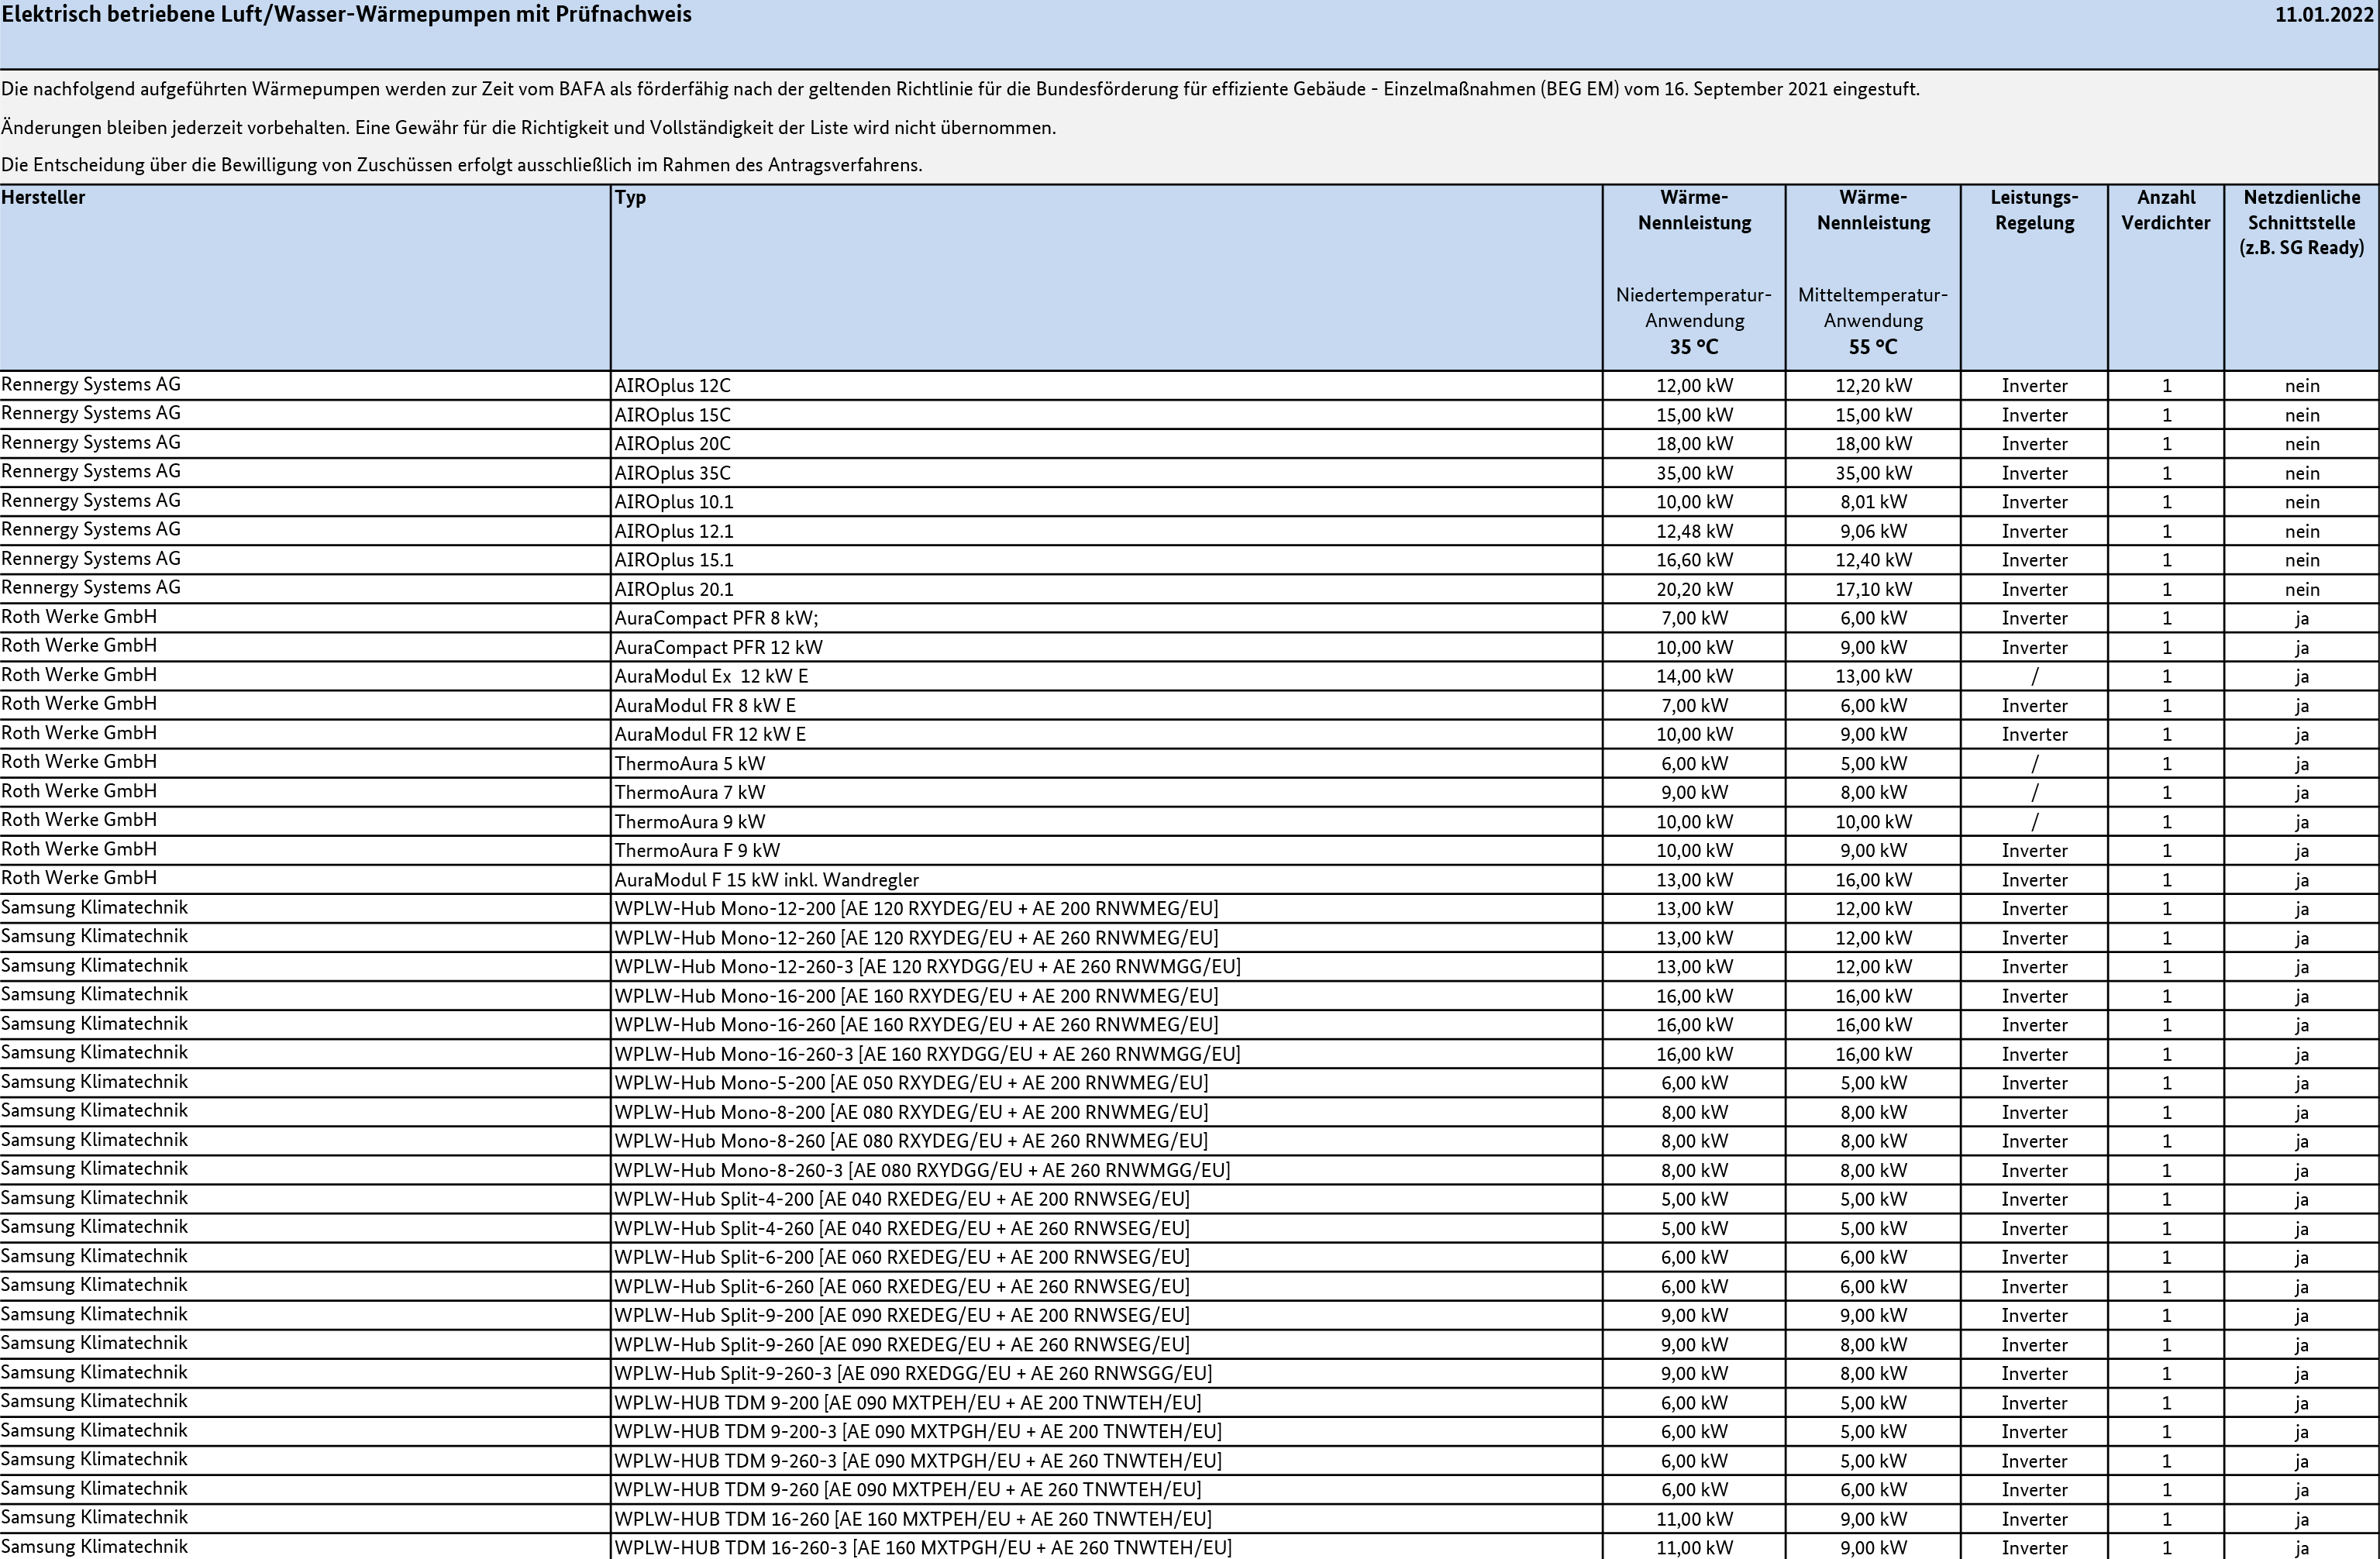 Elektrisch betriebene Luft/Wasser-Wärmepumpen mit Prüfnachweis 11.01.2022
Die nachfolgend aufgeführten Wärmepumpen werden zur Zeit vom BAFA als förderfähig nach der geltenden Richtlinie für die Bundesförderung für effiziente Gebäude - Einzelmaßnahmen (BEG EM) vom 16. September 2021 eingestuft.
Änderungen bleiben jederzeit vorbehalten. Eine Gewähr für die Richtigkeit und Vollständigkeit der Liste wird nicht übernommen.
Die Entscheidung über die Bewilligung von Zuschüssen erfolgt ausschließlich im Rahmen des Antragsverfahrens.
Hersteller Typ Wärme- Wärme- Leistungs- Anzahl Netzdienliche
Nennleistung Nennleistung Regelung Verdichter Schnittstelle
(z.B. SG Ready)
Niedertemperatur- Mitteltemperatur-
Anwendung Anwendung
35 °C 55 °C
Rennergy Systems AG AIROplus 12C 12,00 kW 12,20 kW Inverter 1 nein
Rennergy Systems AG AIROplus 15C 15,00 kW 15,00 kW Inverter 1 nein
Rennergy Systems AG AIROplus 20C 18,00 kW 18,00 kW Inverter 1 nein
Rennergy Systems AG AIROplus 35C 35,00 kW 35,00 kW Inverter 1 nein
Rennergy Systems AG AIROplus 10.1 10,00 kW 8,01 kW Inverter 1 nein
Rennergy Systems AG AIROplus 12.1 12,48 kW 9,06 kW Inverter 1 nein
Rennergy Systems AG AIROplus 15.1 16,60 kW 12,40 kW Inverter 1 nein
Rennergy Systems AG AIROplus 20.1 20,20 kW 17,10 kW Inverter 1 nein
Roth Werke GmbH AuraCompact PFR 8 kW; 7,00 kW 6,00 kW Inverter 1 ja
Roth Werke GmbH AuraCompact PFR 12 kW 10,00 kW 9,00 kW Inverter 1 ja
Roth Werke GmbH AuraModul Ex  12 kW E 14,00 kW 13,00 kW / 1 ja
Roth Werke GmbH AuraModul FR 8 kW E 7,00 kW 6,00 kW Inverter 1 ja
Roth Werke GmbH AuraModul FR 12 kW E 10,00 kW 9,00 kW Inverter 1 ja
Roth Werke GmbH ThermoAura 5 kW 6,00 kW 5,00 kW / 1 ja
Roth Werke GmbH ThermoAura 7 kW 9,00 kW 8,00 kW / 1 ja
Roth Werke GmbH ThermoAura 9 kW 10,00 kW 10,00 kW / 1 ja
Roth Werke GmbH ThermoAura F 9 kW 10,00 kW 9,00 kW Inverter 1 ja
Roth Werke GmbH AuraModul F 15 kW inkl. Wandregler 13,00 kW 16,00 kW Inverter 1 ja
Samsung Klimatechnik WPLW-Hub Mono-12-200 [AE 120 RXYDEG/EU + AE 200 RNWMEG/EU] 13,00 kW 12,00 kW Inverter 1 ja
Samsung Klimatechnik WPLW-Hub Mono-12-260 [AE 120 RXYDEG/EU + AE 260 RNWMEG/EU] 13,00 kW 12,00 kW Inverter 1 ja
Samsung Klimatechnik WPLW-Hub Mono-12-260-3 [AE 120 RXYDGG/EU + AE 260 RNWMGG/EU] 13,00 kW 12,00 kW Inverter 1 ja
Samsung Klimatechnik WPLW-Hub Mono-16-200 [AE 160 RXYDEG/EU + AE 200 RNWMEG/EU] 16,00 kW 16,00 kW Inverter 1 ja
Samsung Klimatechnik WPLW-Hub Mono-16-260 [AE 160 RXYDEG/EU + AE 260 RNWMEG/EU] 16,00 kW 16,00 kW Inverter 1 ja
Samsung Klimatechnik WPLW-Hub Mono-16-260-3 [AE 160 RXYDGG/EU + AE 260 RNWMGG/EU] 16,00 kW 16,00 kW Inverter 1 ja
Samsung Klimatechnik WPLW-Hub Mono-5-200 [AE 050 RXYDEG/EU + AE 200 RNWMEG/EU] 6,00 kW 5,00 kW Inverter 1 ja
Samsung Klimatechnik WPLW-Hub Mono-8-200 [AE 080 RXYDEG/EU + AE 200 RNWMEG/EU] 8,00 kW 8,00 kW Inverter 1 ja
Samsung Klimatechnik WPLW-Hub Mono-8-260 [AE 080 RXYDEG/EU + AE 260 RNWMEG/EU] 8,00 kW 8,00 kW Inverter 1 ja
Samsung Klimatechnik WPLW-Hub Mono-8-260-3 [AE 080 RXYDGG/EU + AE 260 RNWMGG/EU] 8,00 kW 8,00 kW Inverter 1 ja
Samsung Klimatechnik WPLW-Hub Split-4-200 [AE 040 RXEDEG/EU + AE 200 RNWSEG/EU] 5,00 kW 5,00 kW Inverter 1 ja
Samsung Klimatechnik WPLW-Hub Split-4-260 [AE 040 RXEDEG/EU + AE 260 RNWSEG/EU] 5,00 kW 5,00 kW Inverter 1 ja
Samsung Klimatechnik WPLW-Hub Split-6-200 [AE 060 RXEDEG/EU + AE 200 RNWSEG/EU] 6,00 kW 6,00 kW Inverter 1 ja
Samsung Klimatechnik WPLW-Hub Split-6-260 [AE 060 RXEDEG/EU + AE 260 RNWSEG/EU] 6,00 kW 6,00 kW Inverter 1 ja
Samsung Klimatechnik WPLW-Hub Split-9-200 [AE 090 RXEDEG/EU + AE 200 RNWSEG/EU] 9,00 kW 9,00 kW Inverter 1 ja
Samsung Klimatechnik WPLW-Hub Split-9-260 [AE 090 RXEDEG/EU + AE 260 RNWSEG/EU] 9,00 kW 8,00 kW Inverter 1 ja
Samsung Klimatechnik WPLW-Hub Split-9-260-3 [AE 090 RXEDGG/EU + AE 260 RNWSGG/EU] 9,00 kW 8,00 kW Inverter 1 ja
Samsung Klimatechnik WPLW-HUB TDM 9-200 [AE 090 MXTPEH/EU + AE 200 TNWTEH/EU] 6,00 kW 5,00 kW Inverter 1 ja
Samsung Klimatechnik WPLW-HUB TDM 9-200-3 [AE 090 MXTPGH/EU + AE 200 TNWTEH/EU] 6,00 kW 5,00 kW Inverter 1 ja
Samsung Klimatechnik WPLW-HUB TDM 9-260-3 [AE 090 MXTPGH/EU + AE 260 TNWTEH/EU] 6,00 kW 5,00 kW Inverter 1 ja
Samsung Klimatechnik WPLW-HUB TDM 9-260 [AE 090 MXTPEH/EU + AE 260 TNWTEH/EU] 6,00 kW 6,00 kW Inverter 1 ja
Samsung Klimatechnik WPLW-HUB TDM 16-260 [AE 160 MXTPEH/EU + AE 260 TNWTEH/EU] 11,00 kW 9,00 kW Inverter 1 ja
Samsung Klimatechnik WPLW-HUB TDM 16-260-3 [AE 160 MXTPGH/EU + AE 260 TNWTEH/EU] 11,00 kW 9,00 kW Inverter 1 ja